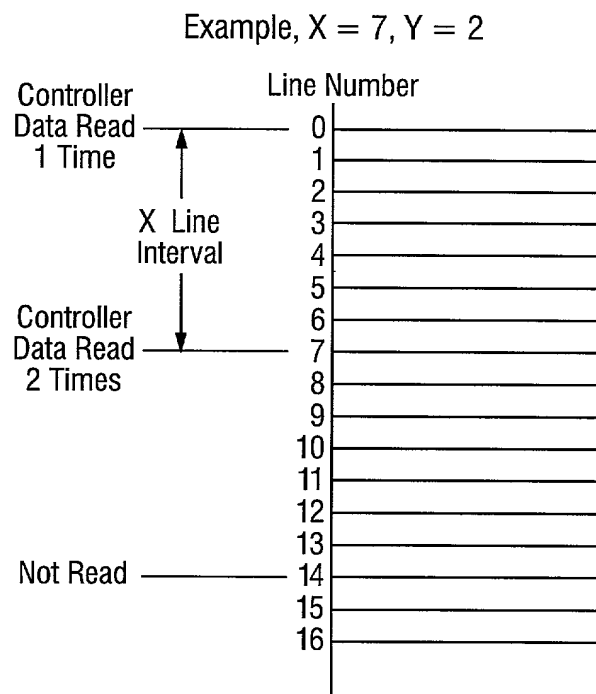 Example, X = 7, Y = 2
Line Number
Controller
Data Read
1 Time
0
1
2
X Line
Interval
3
4
5
Controller
Data Read
2 Times
6
7
8
9
10
11
12
13
Not Read
14
15
16